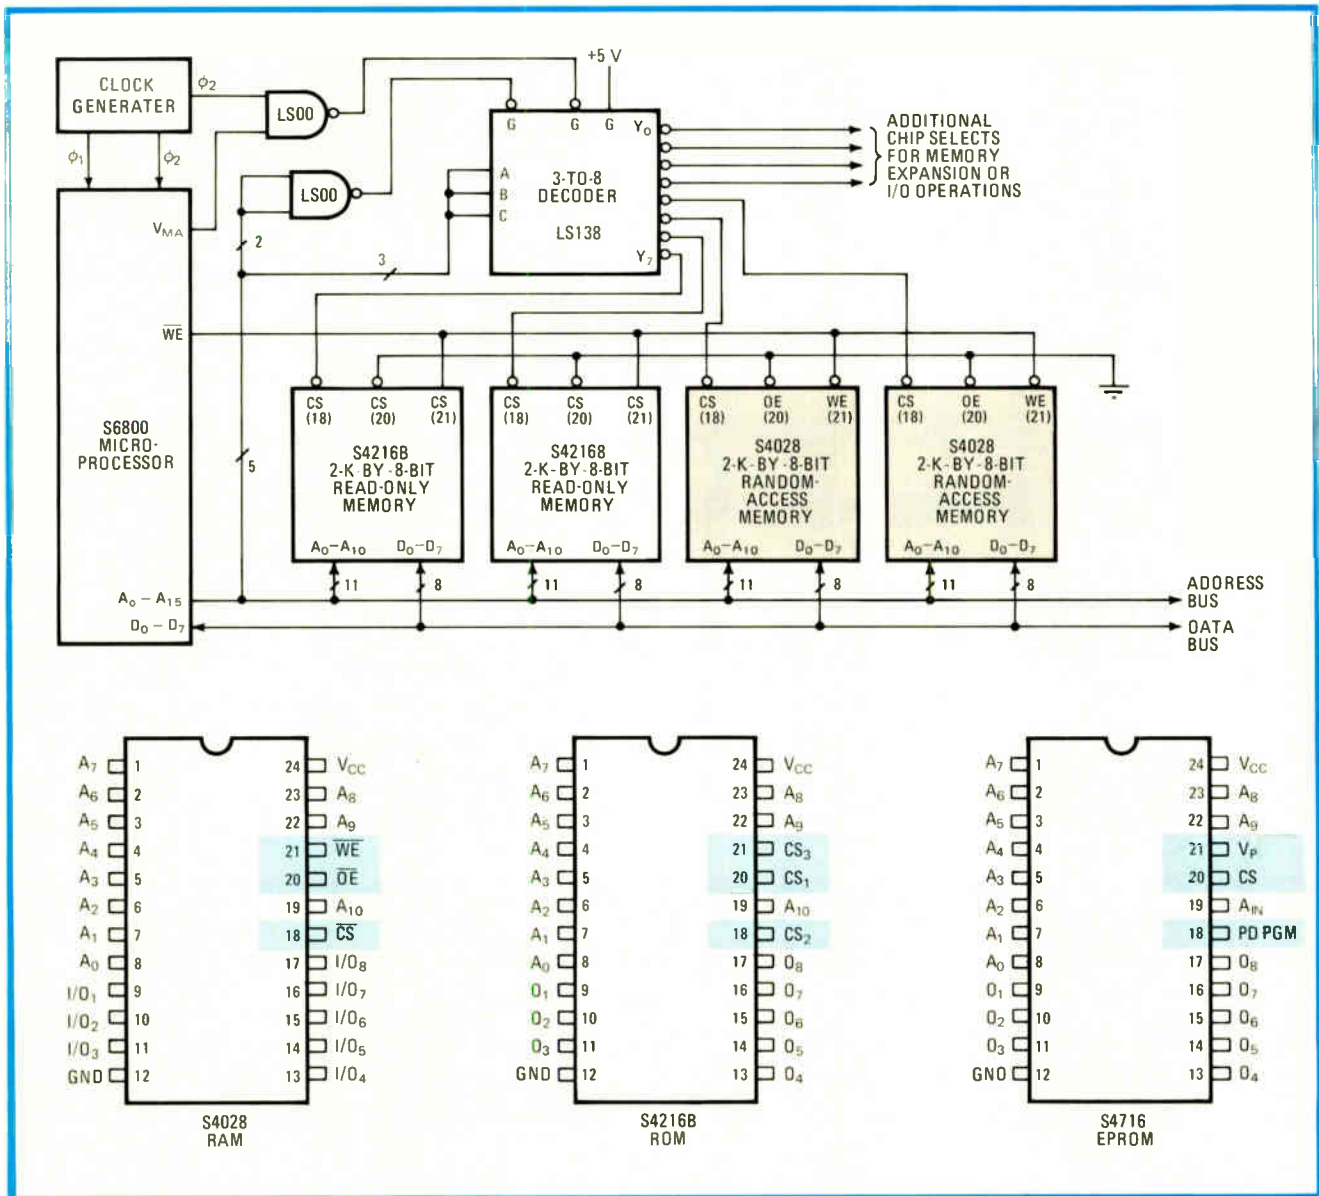 CLOCK
GENERATER
ϕ2
ϕ1
ϕ2
LS00
LS00
+5 V
G
G
G
Y0
A
B
C
3-TO-8
DECODER
LS138
Y7
ADDITIONAL
CHIP SELECTS
FOR MEMORY
EXPANSION OR
I/O OPERATIONS
VMA
2
3
5
WE
S6800
MICRO-
PROCESSOR
A0–A15
D0–D7
CS
(18)
CS
(20)
CS
(21)
S4216B
2-K-BY-8-BIT
READ-ONLY
MEMORY
A0–A10 D0–D7
11
8
CS
(18)
CS
(20)
CS
(21)
S4216B
2-K-BY-8-BIT
READ-ONLY
MEMORY
A0–A10 D0–D7
11
8
CS
(18)
OE
(20)
WE
(21)
S4028
2-K-BY-8-BIT
RANDOM-
ACCESS
MEMORY
A0–A10 D0–D7
11
8
CS
(18)
OE
(20)
WE
(21)
S4028
2-K-BY-8-BIT
RANDOM-
ACCESS
MEMORY
A0–A10 D0–D7
11
8
ADDRESS
BUS
DATA
BUS
A7 1 24 VCC
A6 2 23 A8
A5 3 22 A9
A4 4 21 WE
A3 5 20 OE
A2 6 19 A10
A1 7 18 CS
A0 8 17 I/O8
I/O1 9 16 I/O7
I/O2 10 15 I/O6
I/O3 11 14 I/O5
GND 12 13 I/O4
S4028
RAM
A7 1 24 VCC
A6 2 23 A8
A5 3 22 A9
A4 4 21 CS3
A3 5 20 CS1
A2 6 19 A10
A1 7 18 CS2
A0 8 17 O8
O1 9 16 O7
O2 10 15 O6
O3 11 14 O5
GND 12 13 O4
S4216B
ROM
A7 1 24 VCC
A6 2 23 A8
A5 3 22 A9
A4 4 21 VP
A3 5 20 CS
A2 6 19 AIN
A1 7 18 PD PGM
A0 8 17 O8
O1 9 16 O7
O2 10 15 O6
O3 11 14 O5
GND 12 13 O4
S4716
EPROM